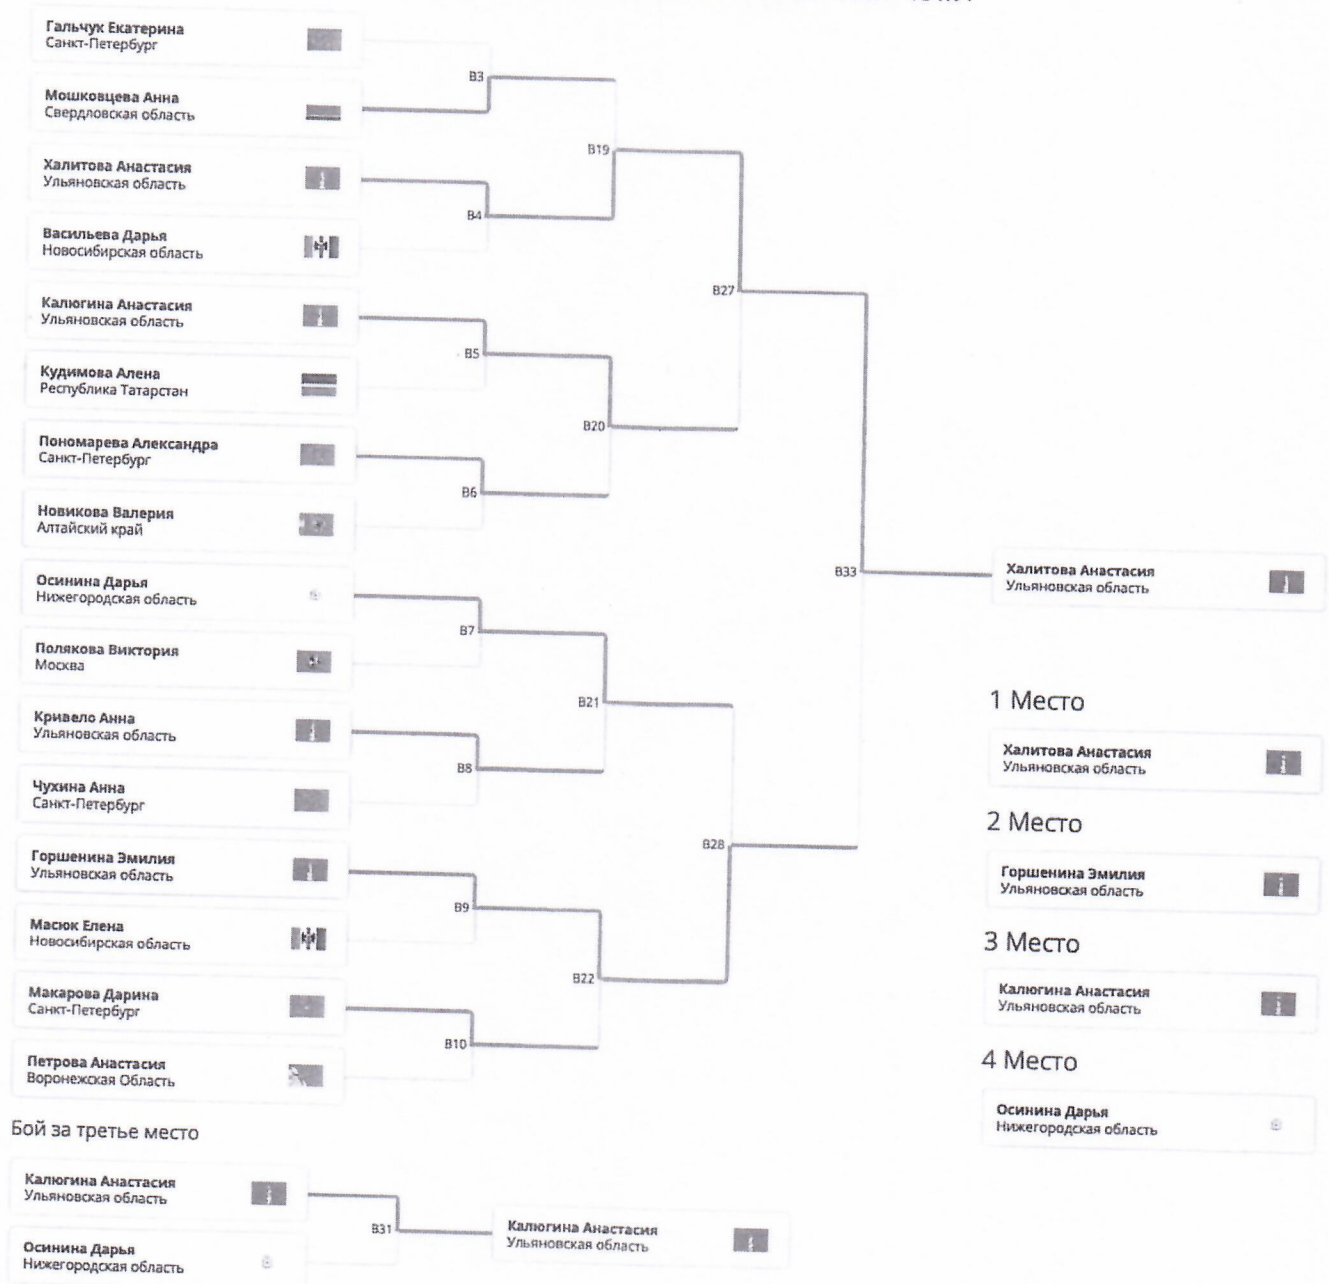 Гальчук Екатерина
Санкт-Петербург
B3
Мошковцева Анна
Свердловская область
B19
Халитова Анастасия
Ульяновская область
B4
Васильева Дарья
Новосибирская область
B27
Калюгина Анастасия
Ульяновская область
B5
Кудимова Алена
Республика Татарстан
B20
Пономарева Александра
Санкт-Петербург
B6
Новикова Валерия
Алтайский край
B33
Халитова Анастасия
Ульяновская область
Осинина Дарья
Нижегородская область
B7
Полякова Виктория
Москва
B21
Кривело Анна
Ульяновская область
B8
Чухина Анна
Санкт-Петербург
B28
Горшенина Эмилия
Ульяновская область
B9
Масюк Елена
Новосибирская область
B22
Макарова Дарина
Санкт-Петербург
B10
Петрова Анастасия
Воронежская Область
1 Место
Халитова Анастасия
Ульяновская область
2 Место
Горшенина Эмилия
Ульяновская область
3 Место
Калюгина Анастасия
Ульяновская область
4 Место
Осинина Дарья
Нижегородская область
Бой за третье место
Калюгина Анастасия
Ульяновская область
B31
Калюгина Анастасия
Ульяновская область
Осинина Дарья
Нижегородская область